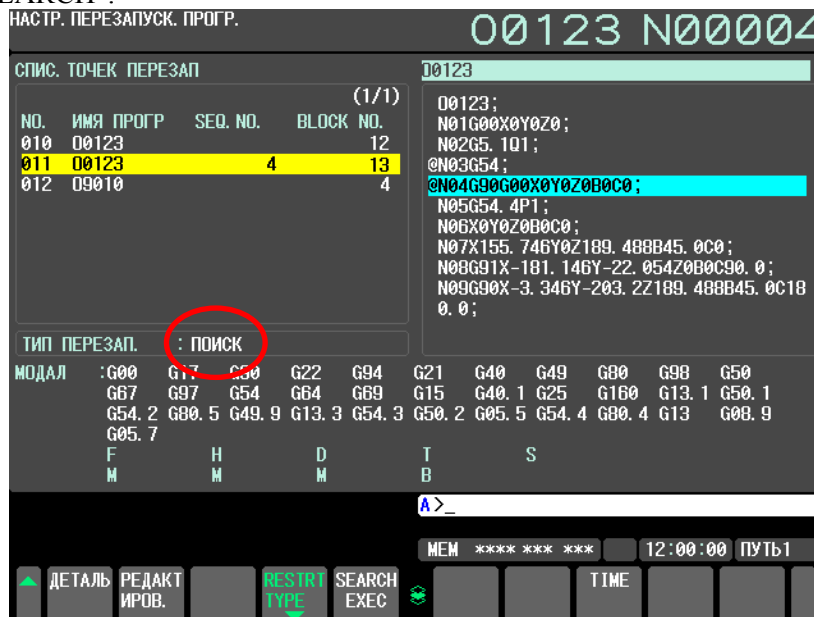 EARCH".
НАСТР. ПЕРЕЗАПУСК. ПРОГР.
O0123 N00004
СПИС. ТОЧЕК ПЕРЕЗАП
(1/1)
NO. ИМЯ ПРОГР SEQ. NO. BLOCK NO.
010 O0123 12
011 O0123 4 13
012 O9010 4
ТИП ПЕРЕЗАП. : ПОИСК
O0123
O0123;
N01G00X0Y0Z0;
N02G5. 1Q1;
@N03G54;
@N04G90G00X0Y0Z0B0C0;
N05G54. 4P1;
N06X0Y0Z0B0C0;
N07X155. 746Y0Z189. 488B45. 0C0;
N08G91X-181. 146Y-22. 054Z0B0C90. 0;
N09G90X-3. 346Y-203. 2Z189. 488B45. 0C18
0. 0;
МОДАЛ :G00 G17 G90 G22 G94 G21 G40 G49 G80 G98 G50
G67 G97 G54 G64 G69 G15 G40. 1 G25 G160 G13. 1 G50. 1
G54. 2 G80. 5 G49. 9 G13. 3 G54. 3 G50. 2 G05. 5 G54. 4 G80. 4 G13 G08. 9
G05. 7
F H D T S
M M M B
A>_
MEM **** *** *** 12:00:00 ПУТЬ1
ДЕТАЛЬ РЕДАКТ RESTRT SEARCH TIME
ИРОВ. TYPE EXEC